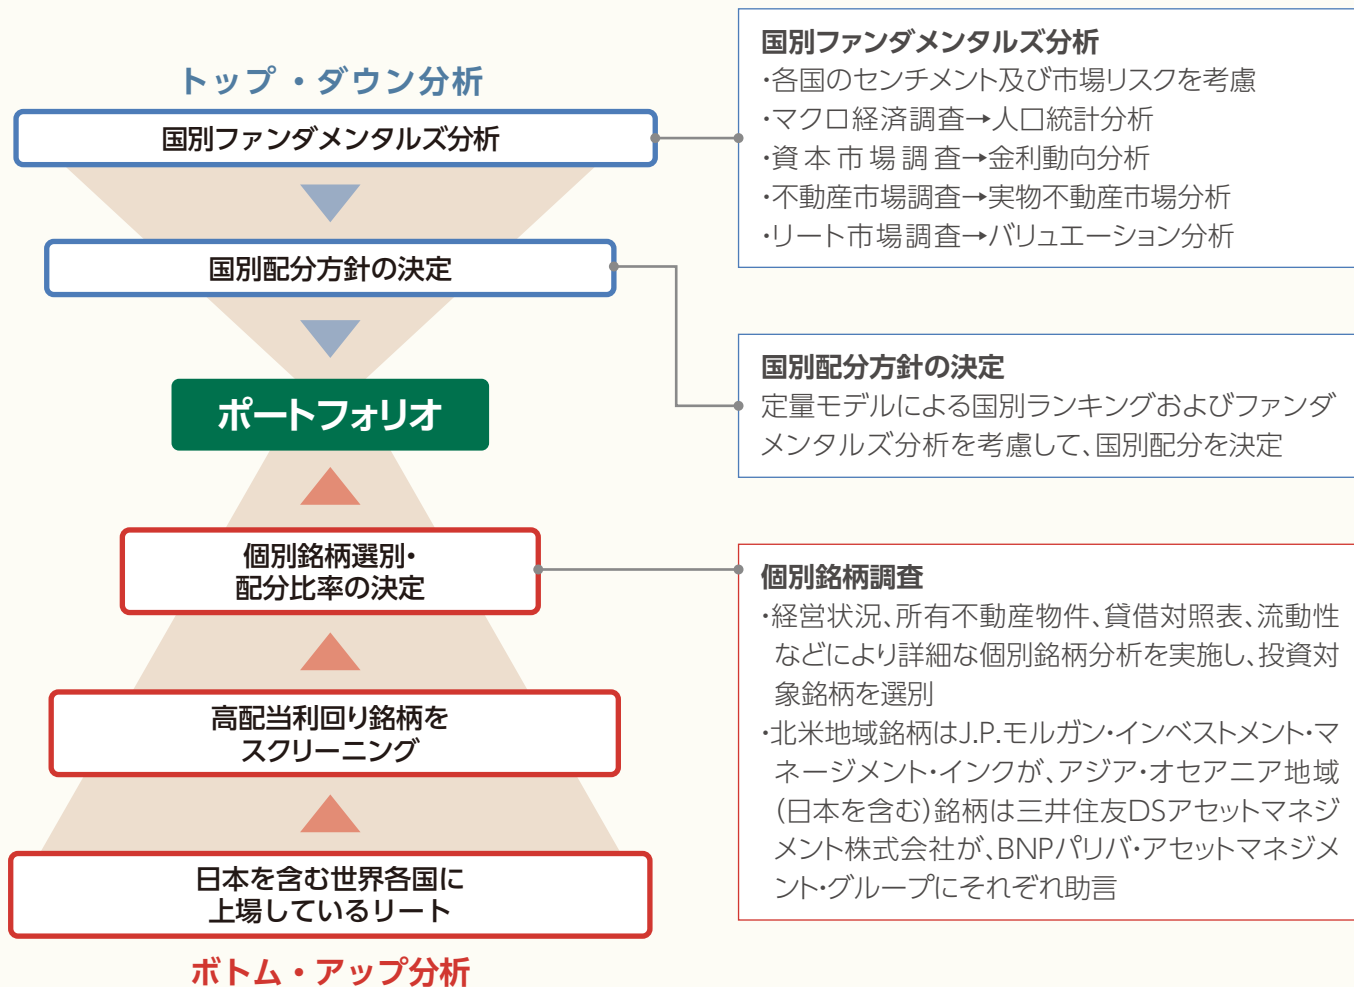 トップ・ダウン分析
国別ファンダメンタルズ分析
国別配分方針の決定
ポートフォリオ
個別銘柄選別・
配分比率の決定
高配当利回り銘柄を
スクリーニング
日本を含む世界各国に
上場しているリート
ボトム・アップ分析
国別ファンダメンタルズ分析
・各国のセンチメント及び市場リスクを考慮
・マクロ経済調査→人口統計分析
・資本市場調査→金利動向分析
・不動産市場調査→実物不動産市場分析
・リート市場調査→バリュエーション分析
国別配分方針の決定
定量モデルによる国別ランキングおよびファンダ
メンタルズ分析を考慮して、国別配分を決定
個別銘柄調査
・経営状況、所有不動産物件、貸借対照表、流動性
などにより詳細な個別銘柄分析を実施し、投資対
象銘柄を選別
・北米地域銘柄はJ.P.モルガン・インベストメント・マ
ネージメント・インクが、アジア・オセアニア地域
(日本を含む)銘柄は三井住友DSアセットマネジ
メント株式会社が、BNPパリバ・アセットマネジメ
ント・グループにそれぞれ助言